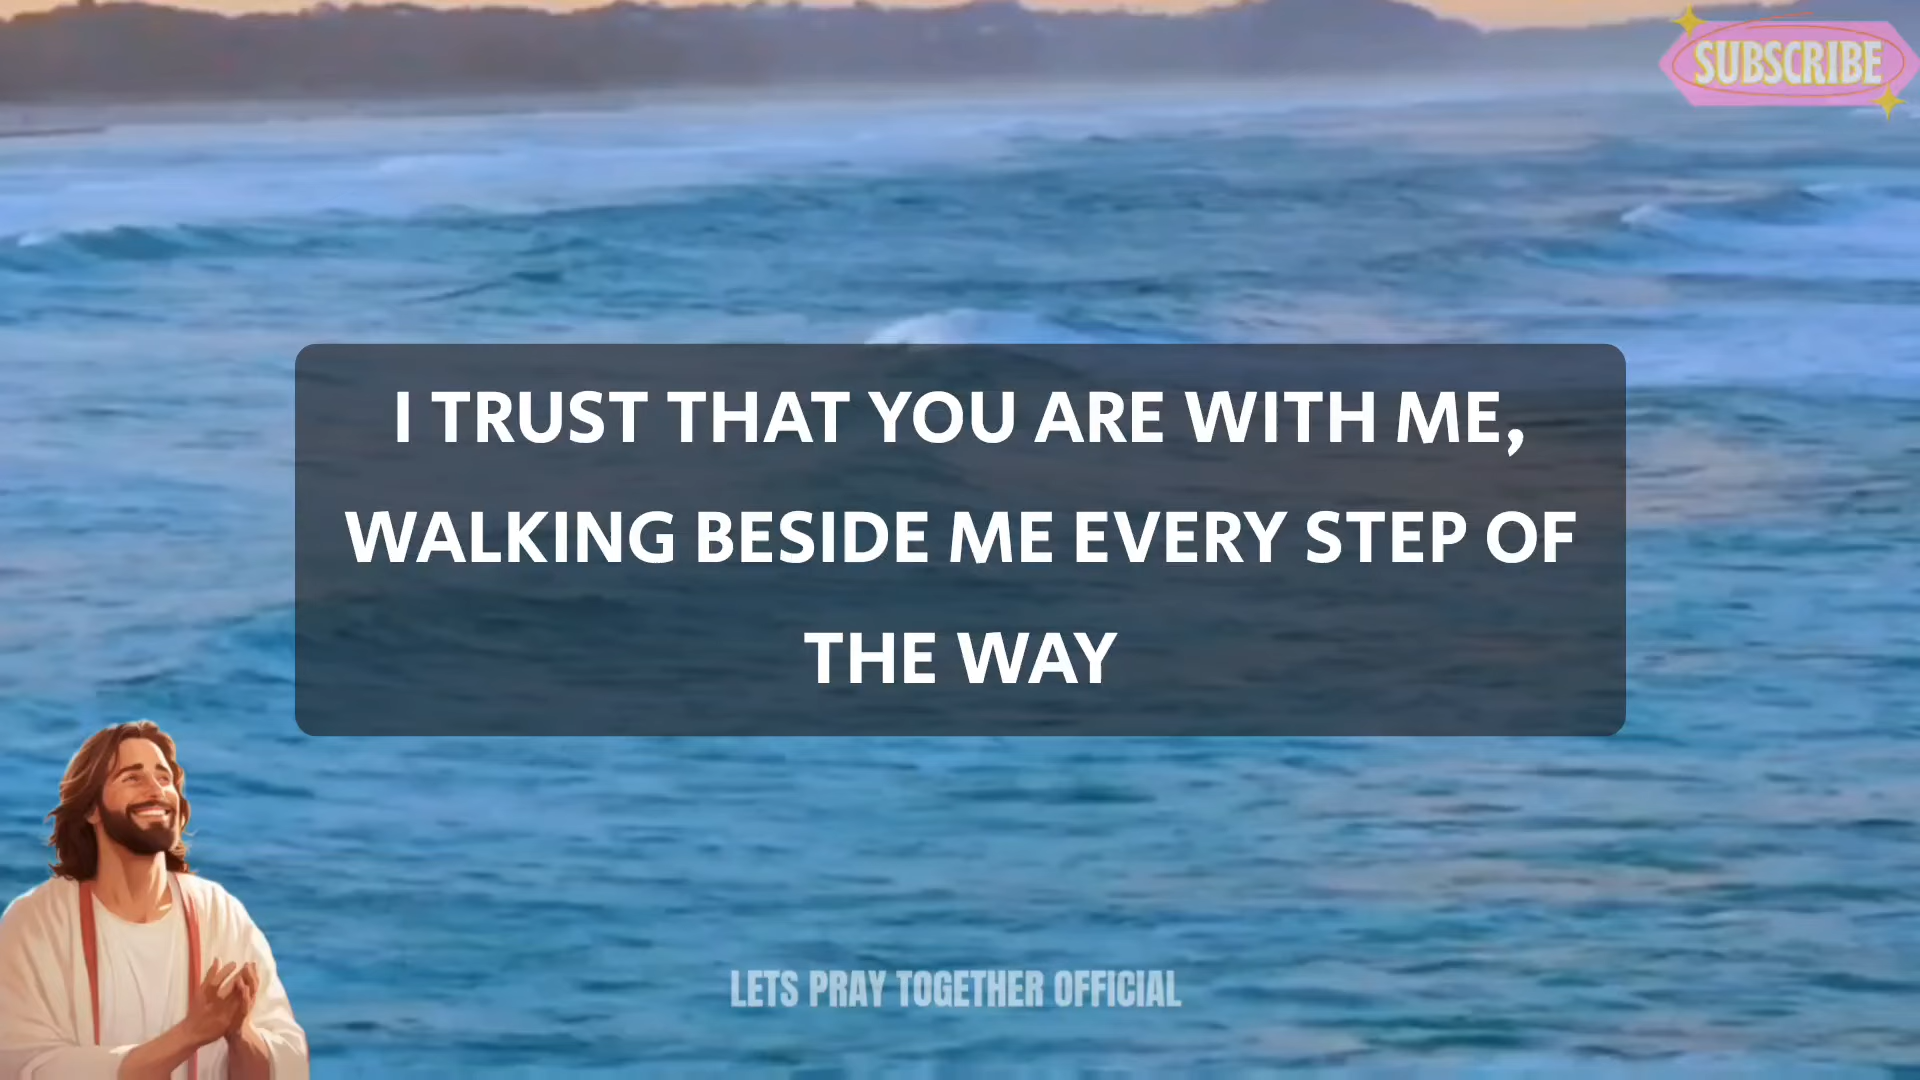 SUBSCRIBE
I TRUST THAT YOU ARE WITH ME,
WALKING BESIDE ME EVERY STEP OF
THE WAY
LETS PRAY TOGETHER OFFICIAL